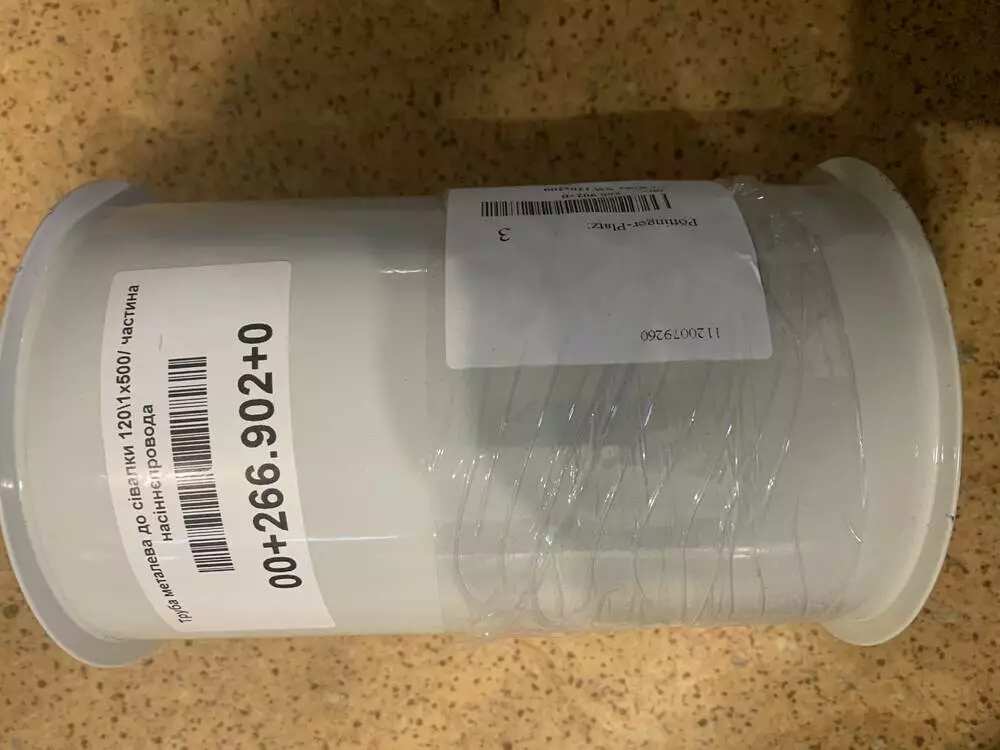 Труба металева до сівалки 120\1х500/ частина
насіннєпровода
00+266.902+0
Pöttinger-Platz:
3
1120079260